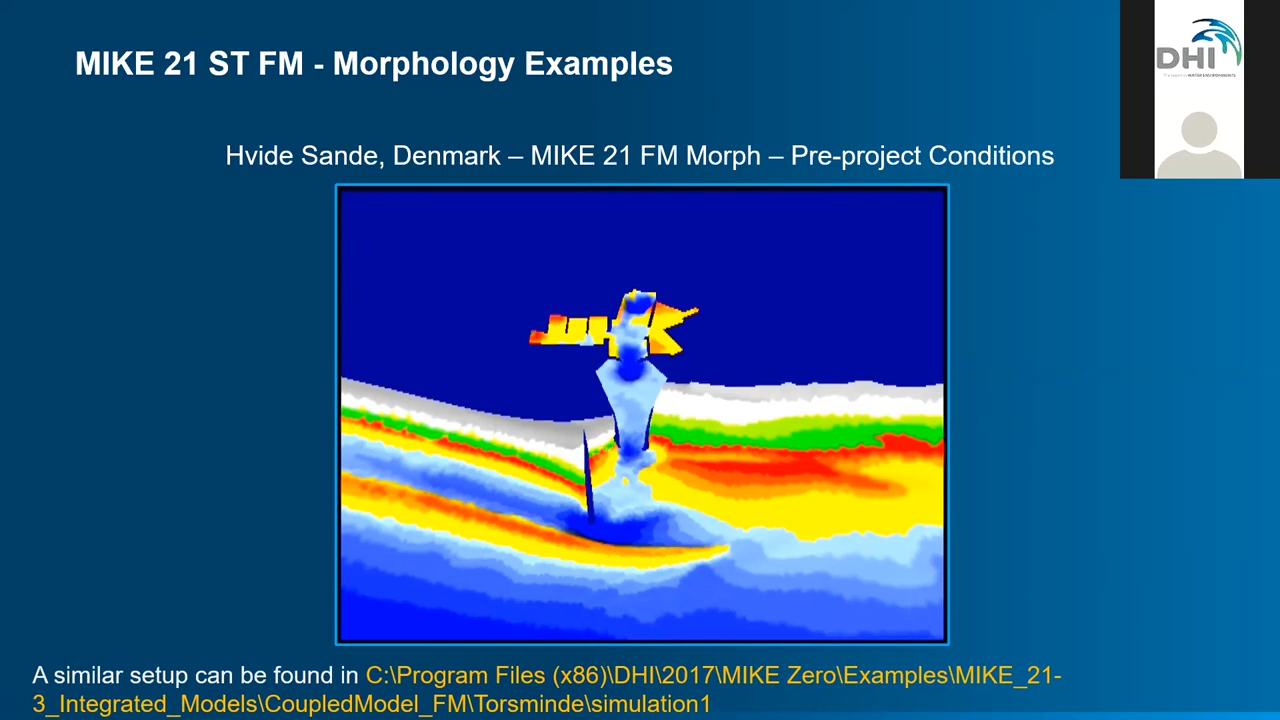 MIKE 21 ST FM - Morphology Examples
DHI
Hvide Sande, Denmark – MIKE 21 FM Morph – Pre-project Conditions
A similar setup can be found in C:\Program Files (x86)\DHI\2017\MIKE Zero\Examples\MIKE_21-
3_Integrated_Models\CoupledModel_FM\Torsminde\simulation1